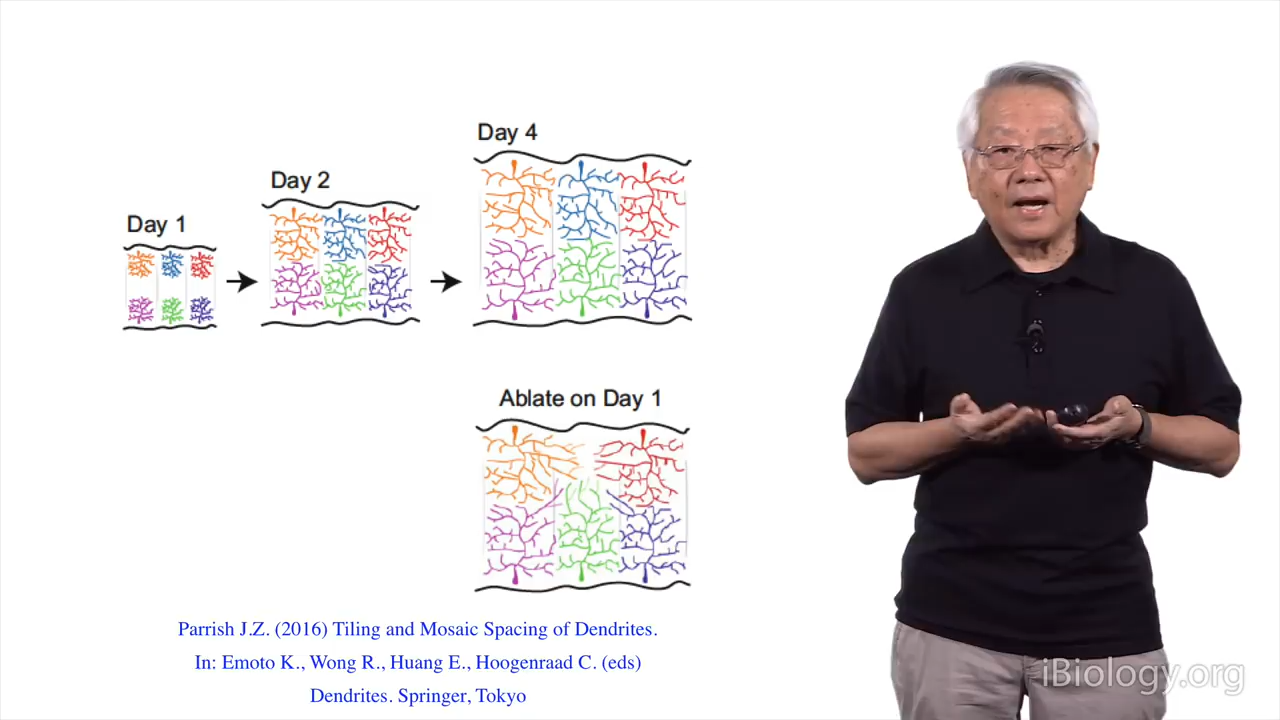 Day 1
Day 2
Day 4
Ablate on Day 1
Parrish J.Z. (2016) Tiling and Mosaic Spacing of Dendrites.
In: Emoto K., Wong R., Huang E., Hoogenraad C. (eds)
Dendrites. Springer, Tokyo
iBiology.org